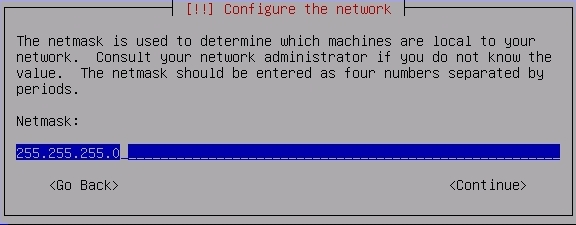 [!!] Configure the network
The netmask is used to determine which machines are local to your
network.  Consult your network administrator if you do not know the
value.  The netmask should be entered as four numbers separated by
periods.
Netmask:
255.255.255.0
<Go Back>
<Continue>